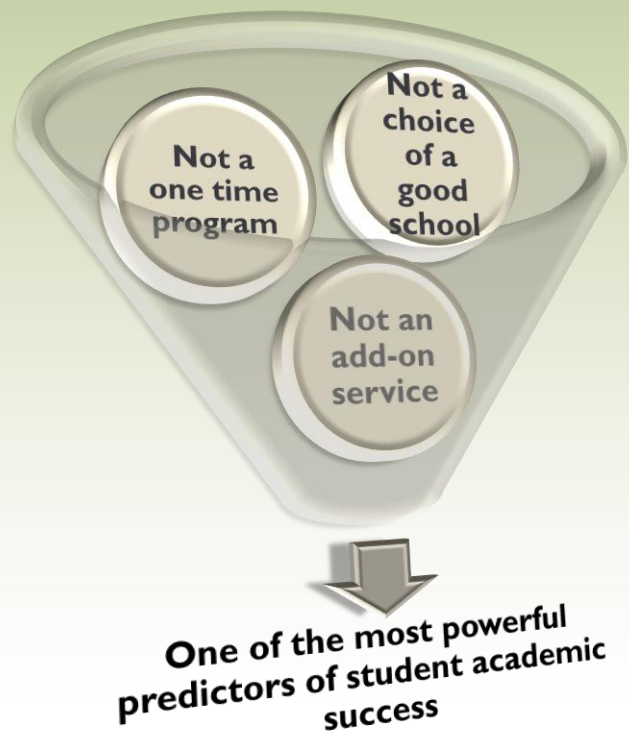 Not a
one time
program
Not a
choice
of a
good
school
Not an
add-on
service
One of the most powerful
predictors of student academic
success